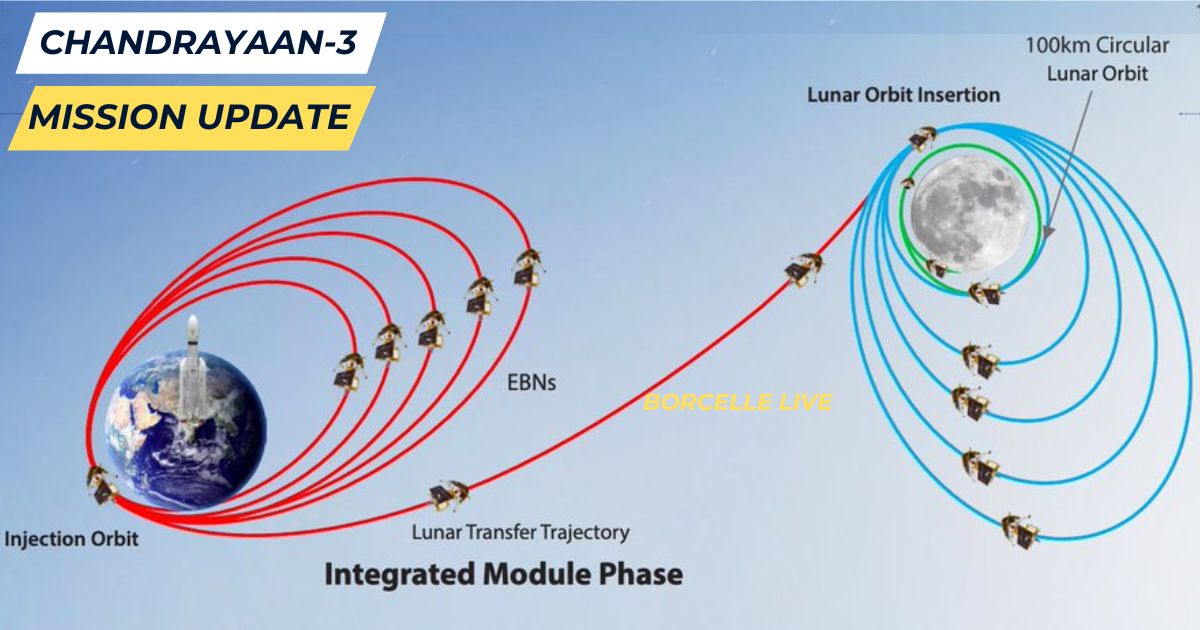 CHANDRAYAAN-3
MISSION UPDATE
100km Circular
Lunar Orbit
Lunar Orbit Insertion
EBNs
BORCELLE LIVE
Injection Orbit
Lunar Transfer Trajectory
Integrated Module Phase